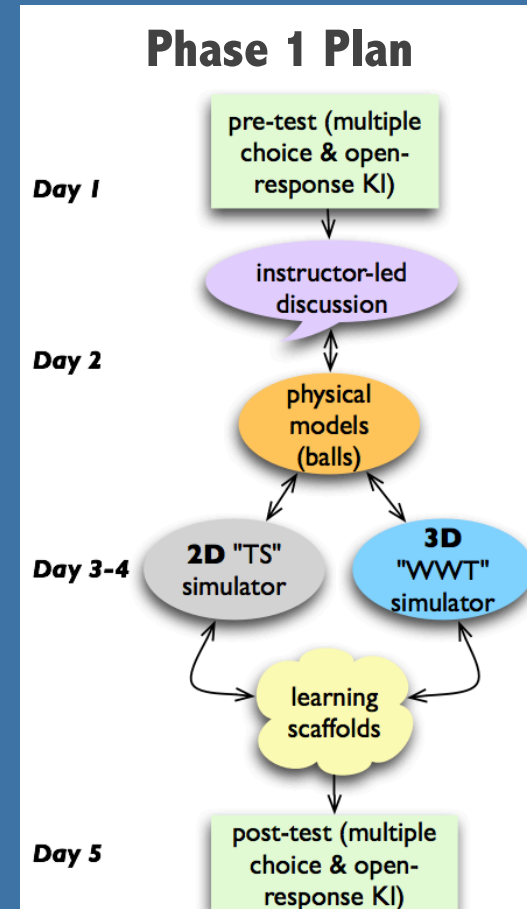 Phase 1 Plan
pre-test (multiple
choice & open-
response KI)
Day 1
instructor-led
discussion
Day 2
physical
models
(balls)
Day 3-4
2D "TS"
simulator
3D
"WWT"
simulator
learning
scaffolds
Day 5
post-test (multiple
choice & open-
response KI)